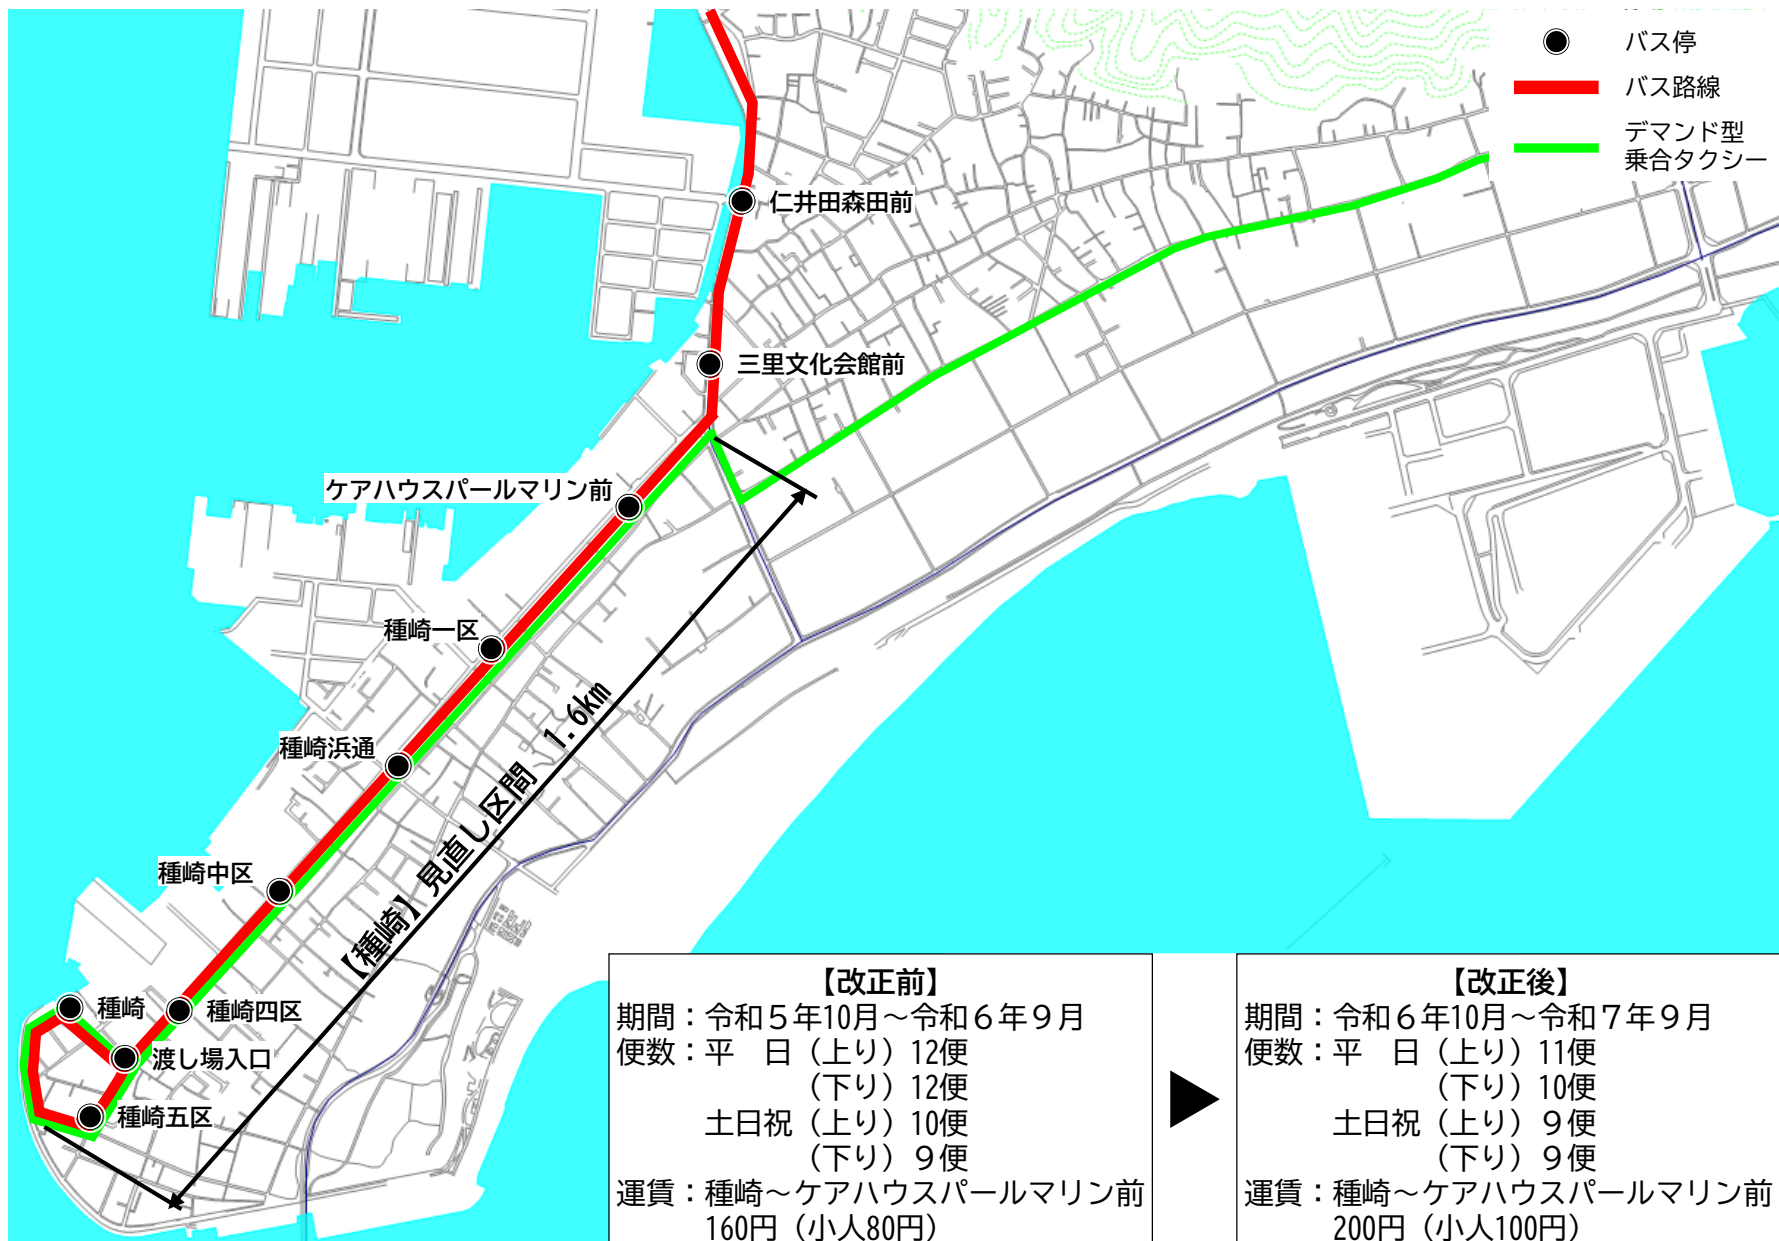 バス停
バス路線
デマンド型
乗合タクシー
仁井田森田前
三里文化会館前
ケアハウスパールマリン前
種崎一区
種崎浜通
【種崎】見直し区間　1.6km
種崎中区
種崎
種崎四区
渡し場入口
種崎五区
【改正前】
期間：令和５年10月～令和６年９月
便数：平　日（上り）12便
（下り）12便
土日祝（上り）10便
（下り）９便
運賃：種崎～ケアハウスパールマリン前
160円（小人80円）
【改正後】
期間：令和６年10月～令和７年９月
便数：平　日（上り）11便
（下り）10便
土日祝（上り）９便
（下り）９便
運賃：種崎～ケアハウスパールマリン前
200円（小人100円）